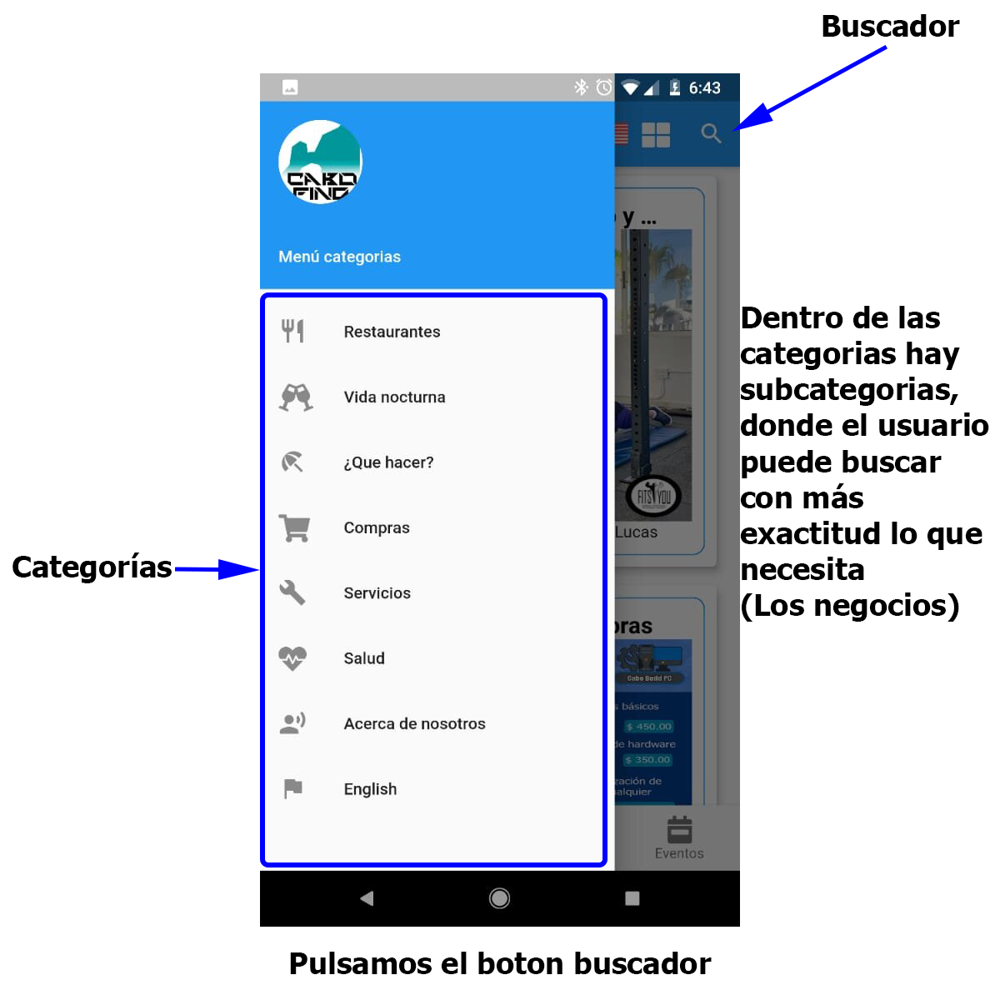 Buscador
6:43
CABO
FIND
Menú categorias
y ...
Restaurantes
Vida nocturna
¿Que hacer?
Compras
Servicios
Salud
Acerca de nosotros
English
FITS YOU
Lucas
Cabo Build PC
básicos
$ 450.00
de hardware
$ 350.00
de
Eventos
Categorías
Dentro de las
categorias hay
subcategorias,
donde el usuario
puede buscar
con más
exactitud lo que
necesita
(Los negocios)
Pulsamos el boton buscador